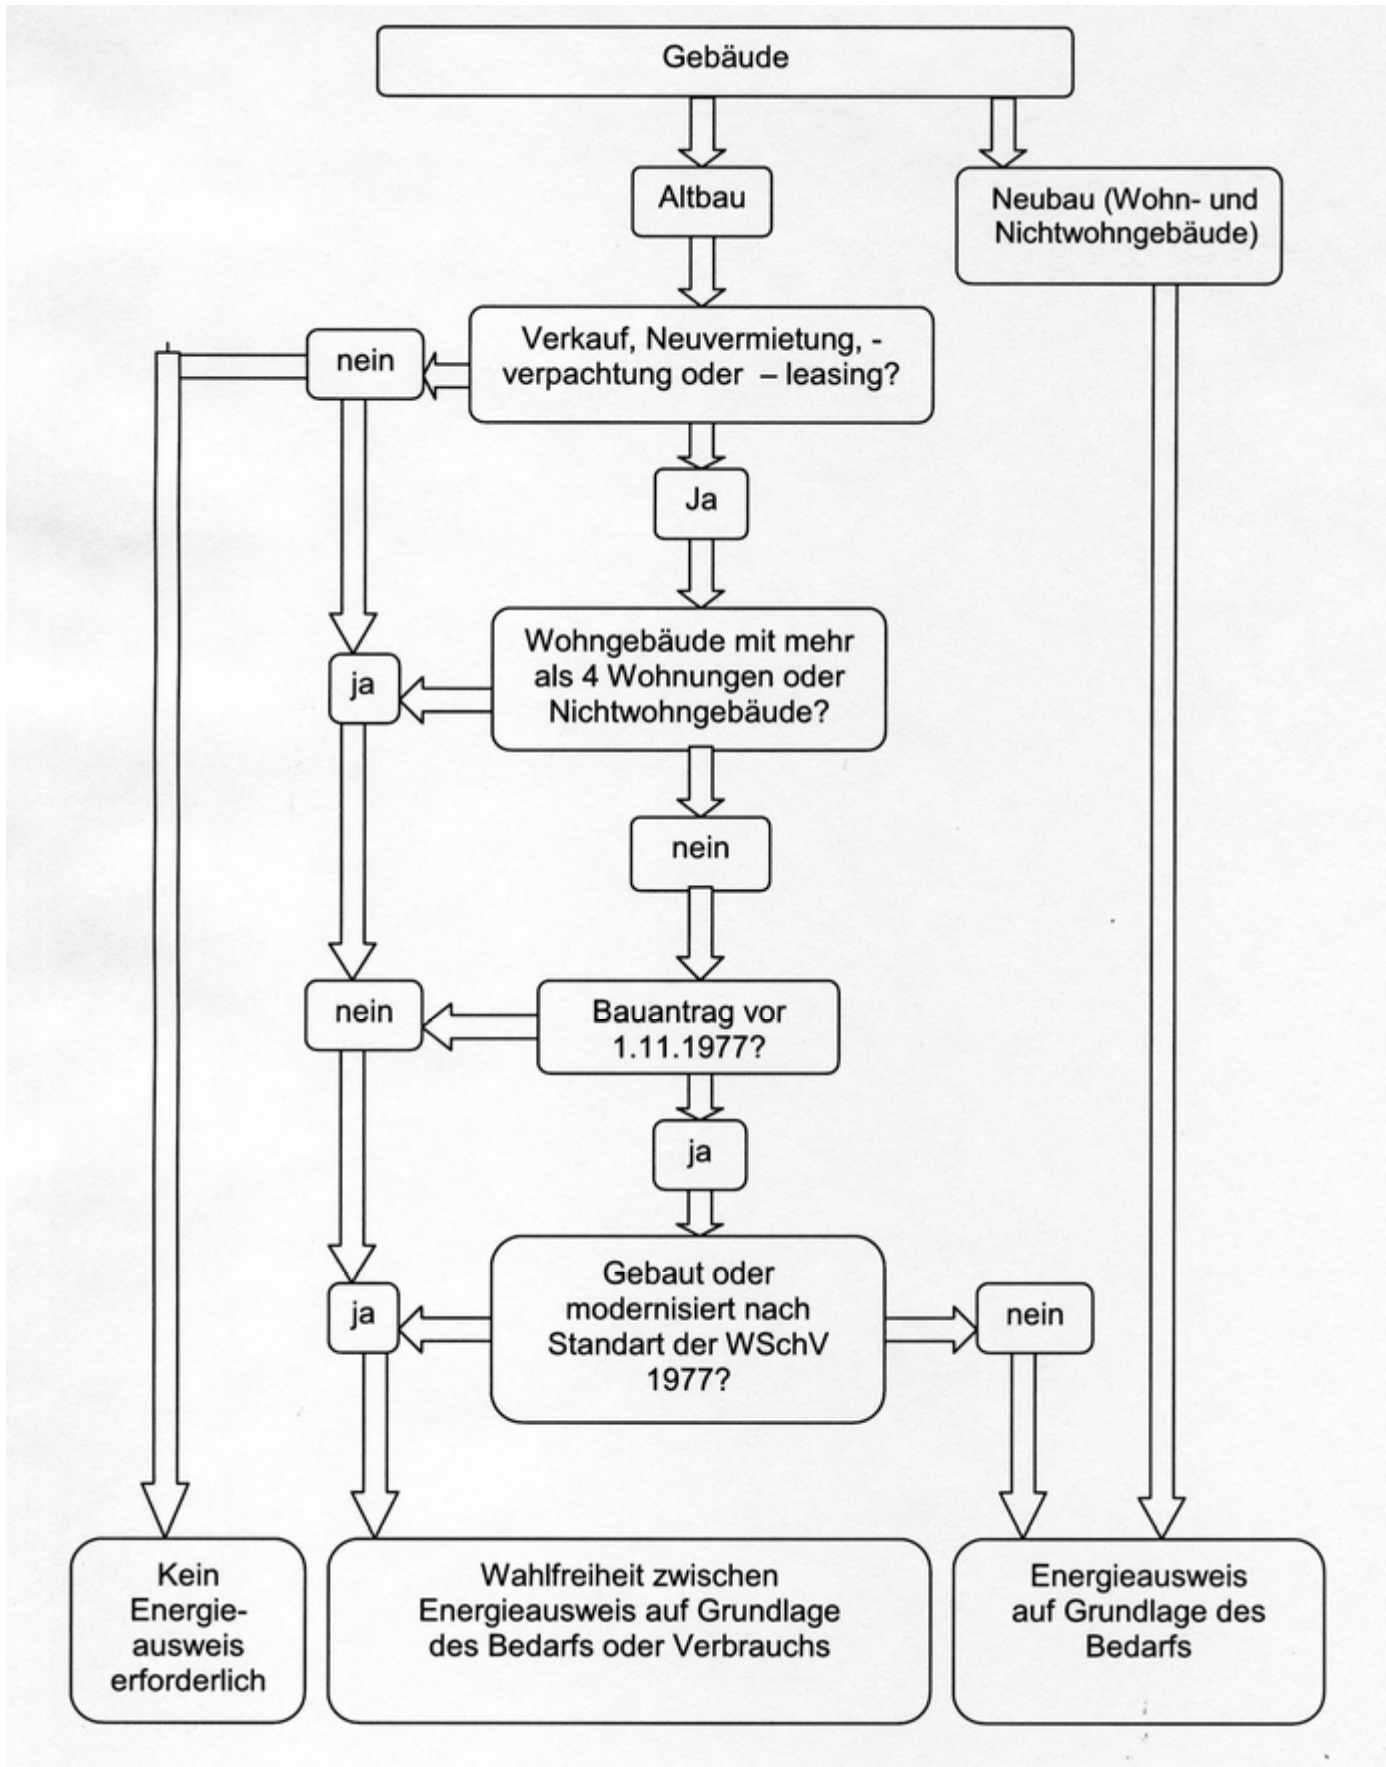 Gebäude
Altbau
Neubau (Wohn- und
Nichtwohngebäude)
Verkauf, Neuvermietung, -
verpachtung oder – leasing?
nein
Ja
Wohngebäude mit mehr
als 4 Wohnungen oder
Nichtwohngebäude?
ja
nein
Bauantrag vor
1.11.1977?
nein
ja
Gebaut oder
modernisiert nach
Standart der WSchV
1977?
ja
nein
Kein
Energie-
ausweis
erforderlich
Wahlfreiheit zwischen
Energieausweis auf Grundlage
des Bedarfs oder Verbrauchs
Energieausweis
auf Grundlage des
Bedarfs